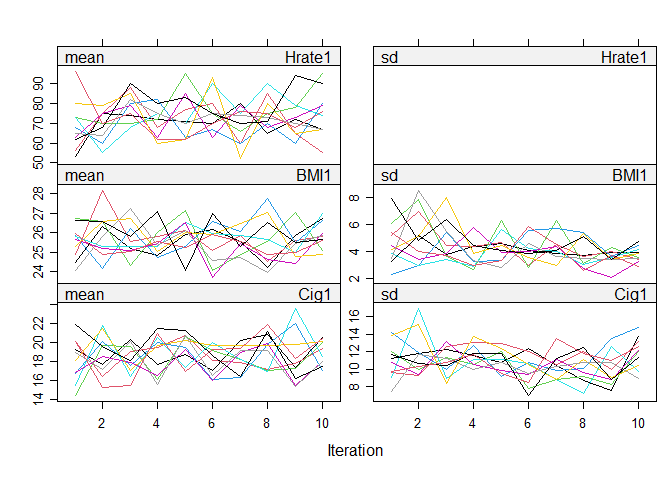 mean Hrate1 sd Hrate1
50 60 70 80 90
mean BMI1 sd BMI1
24 25 26 27 28
2 4 6 8
mean Cig1 sd Cig1
14 16 18 20 22
8 10 12 14 16
2 4 6 8 10 2 4 6 8 10
Iteration